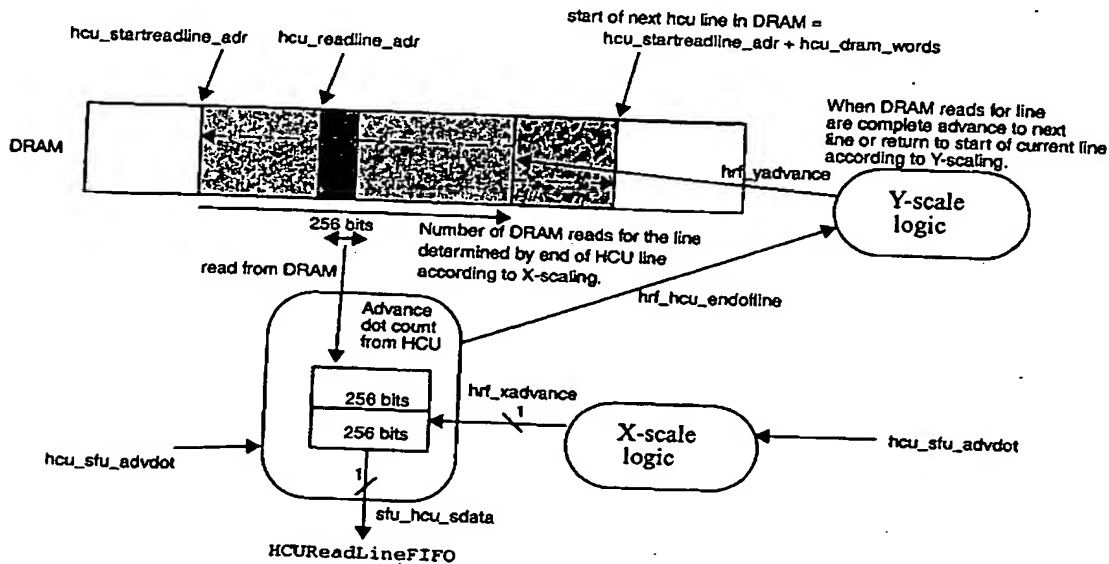 start of next hcu line in DRAM =
hcu_startreadline_adr + hcu_dram_words
hcu_startreadline_adr
hcu_readline_adr
DRAM
When DRAM reads for line
are complete advance to next
line or return to start of current line
according to Y-scaling.
hrf_yadvance
Y-scale
logic
256 bits
Number of DRAM reads for the line
determined by end of HCU line
according to X-scaling.
read from DRAM
hrf_hcu_endofline
Advance
dot count
from HCU
256 bits
256 bits
hrf_xadvance
1
X-scale
logic
hcu_sfu_advdot
hcu_sfu_advdot
1
sfu_hcu_sdata
HCUReadLineFIFO